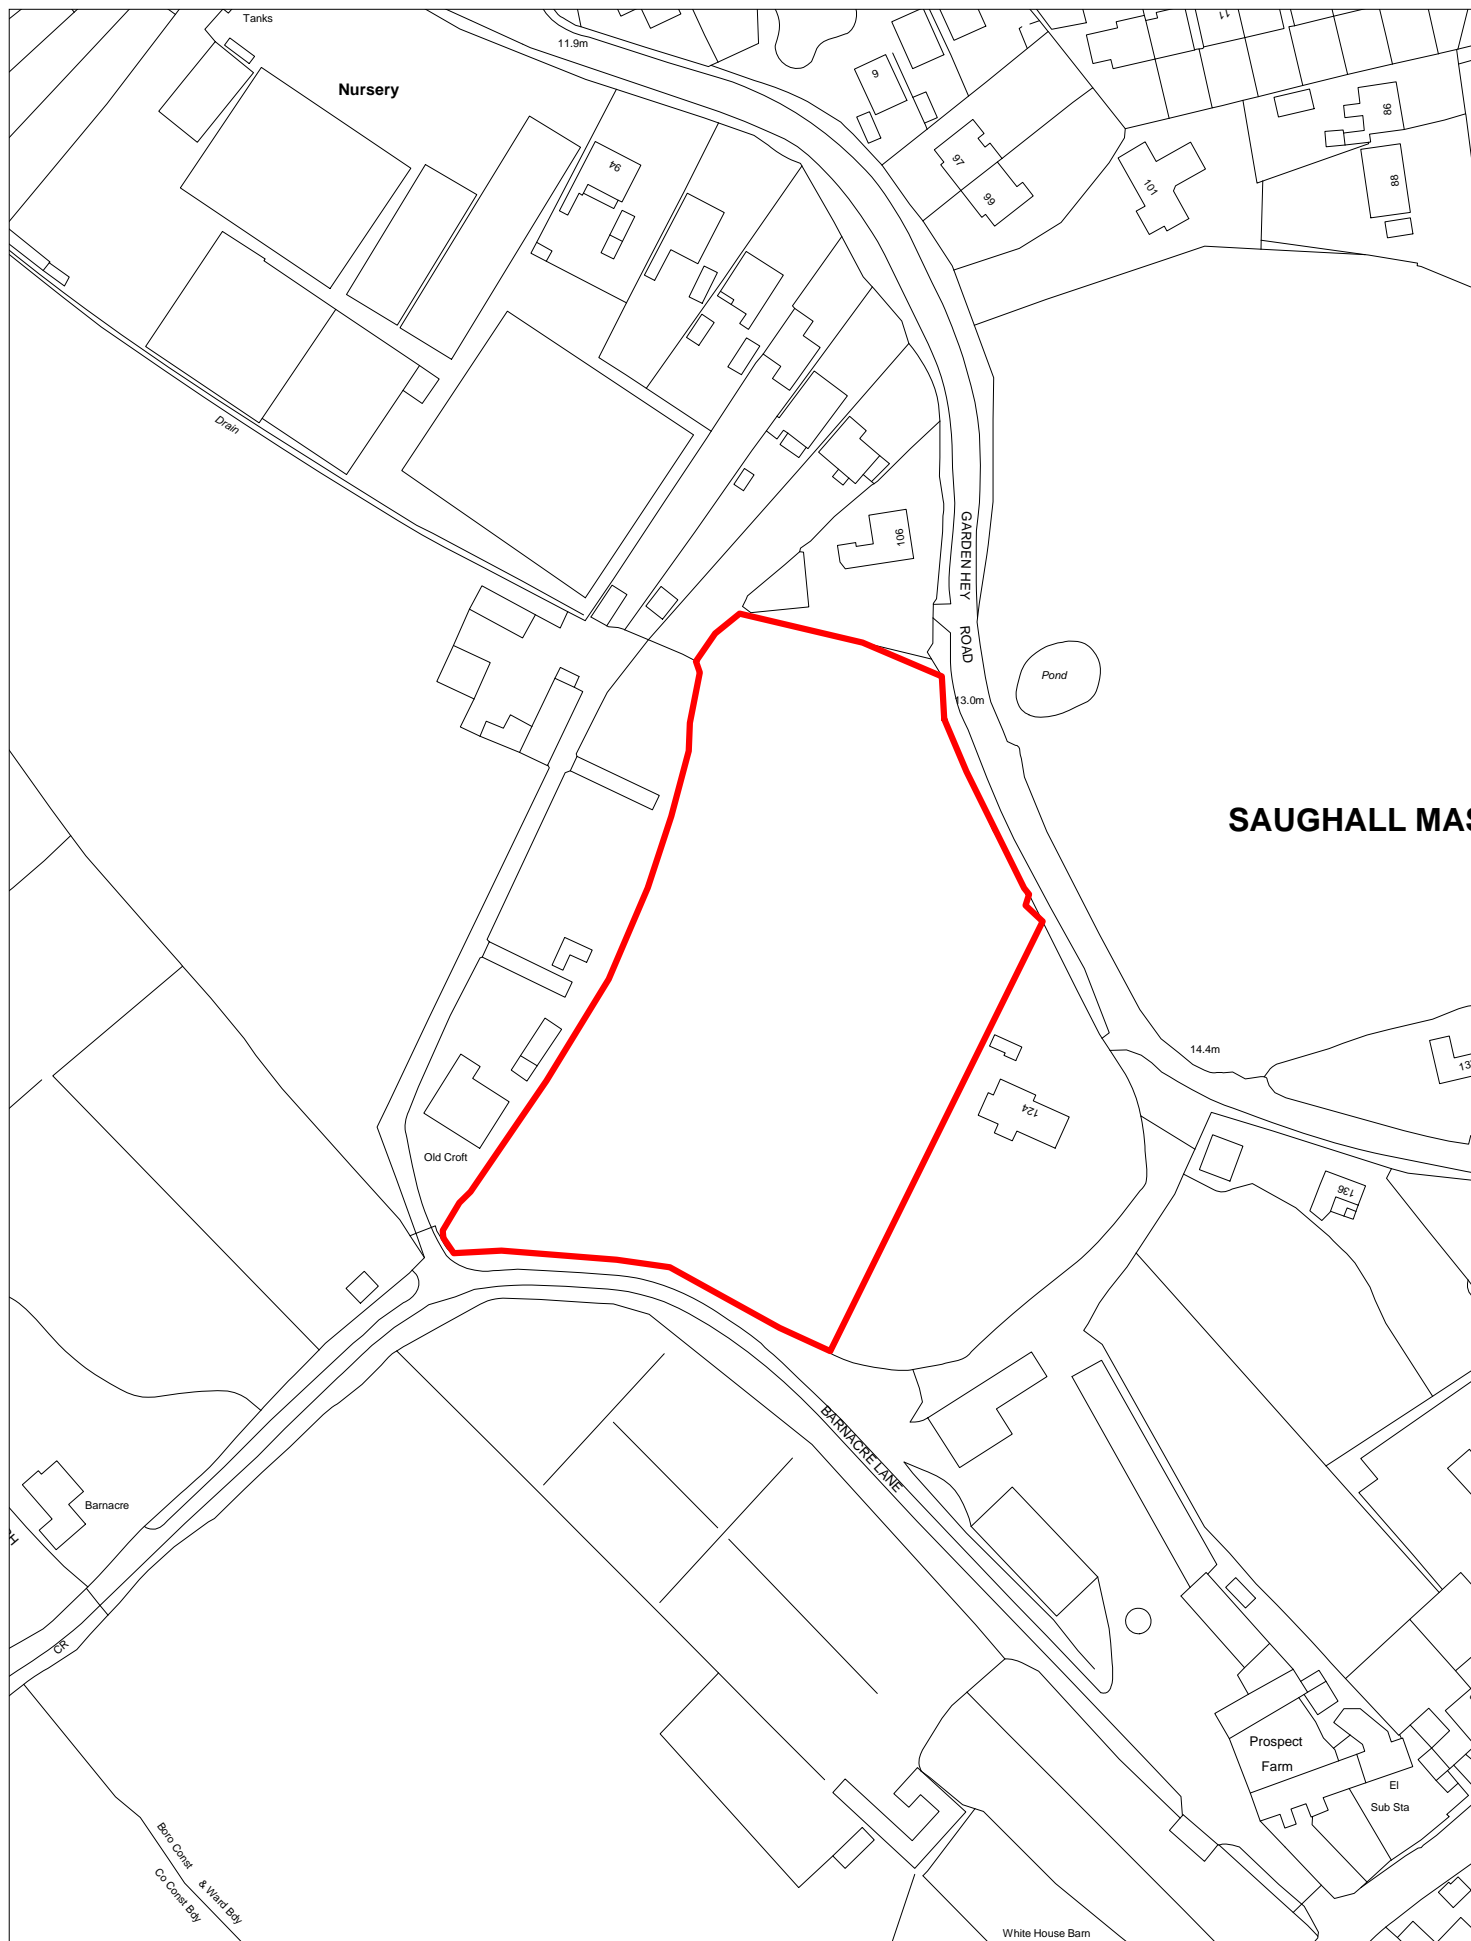 Tanks
11.9m
11
Nursery
9
86
94
97
99
101
88
Drain
106
GARDEN HEY ROAD
Pond
13.0m
SAUGHALL MAS
14.4m
13
124
Old Croft
136
BARNACRE LANE
Barnacre
H
CR
Prospect
Farm
El
Sub Sta
Boro Const
& Ward Bdy
Co Const Bdy
White House Barn